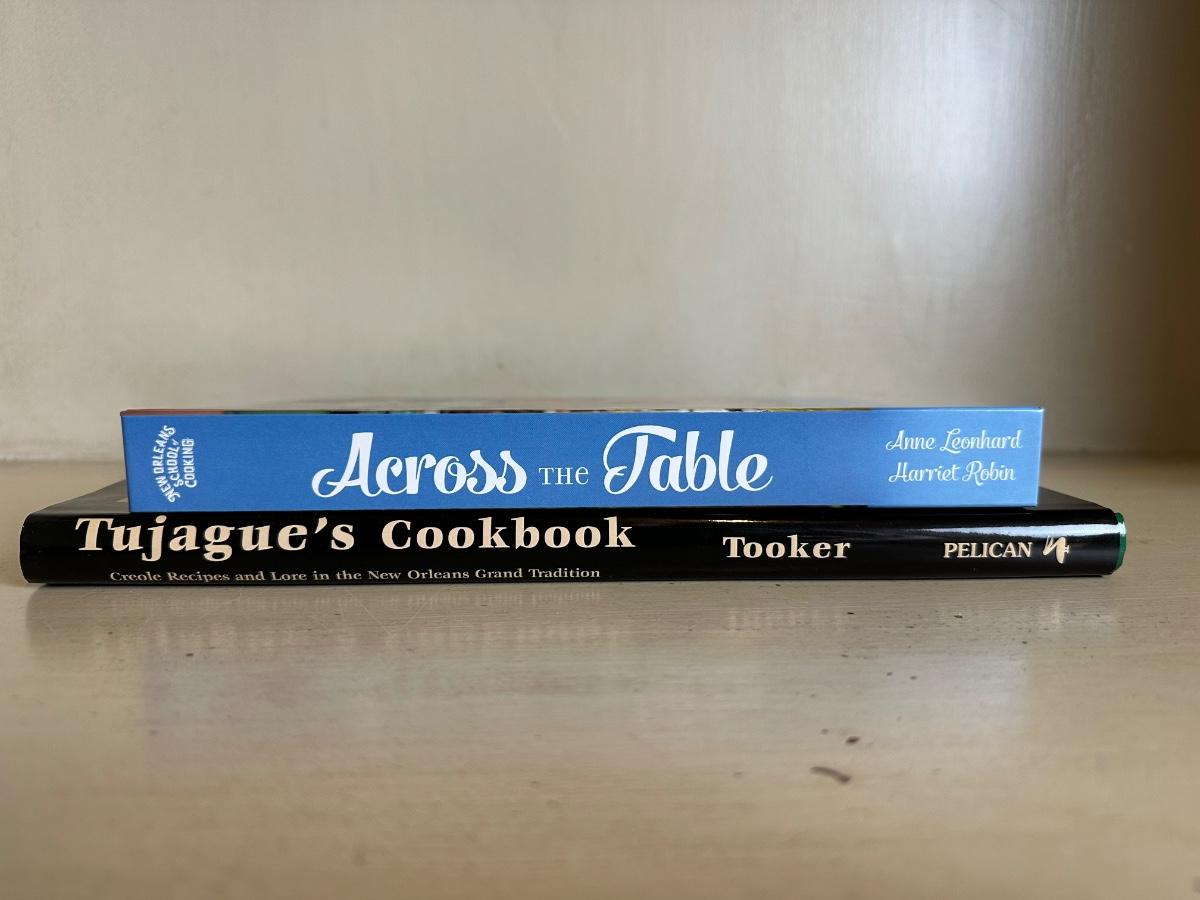 NEW ORLEANS
SCHOOL of
COOKING
Across THE Table
Anne Leonhard
Harriet Robin
Tujague's Cookbook
Creole Recipes and Lore in the New Orleans Grand Tradition
Tooker
PELICAN